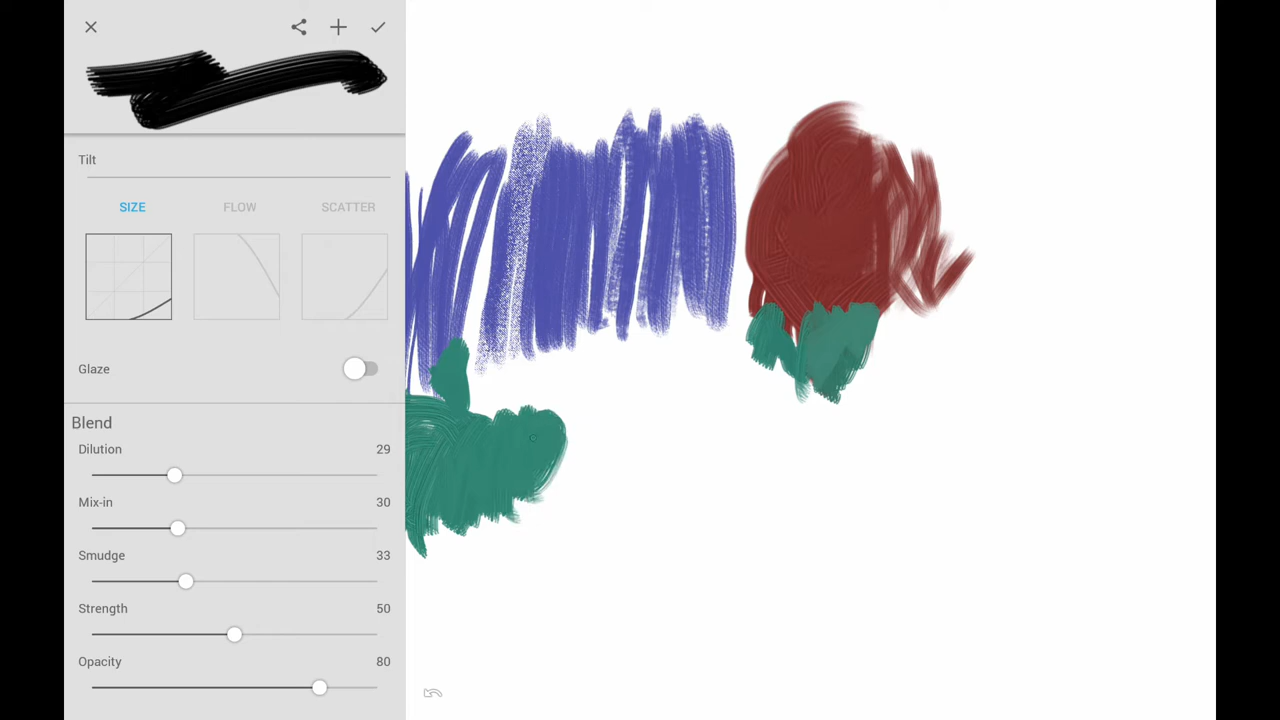 Tilt
SIZE FLOW SCATTER
Glaze
Blend
Dilution 29
Mix-in 30
Smudge 33
Strength 50
Opacity 80